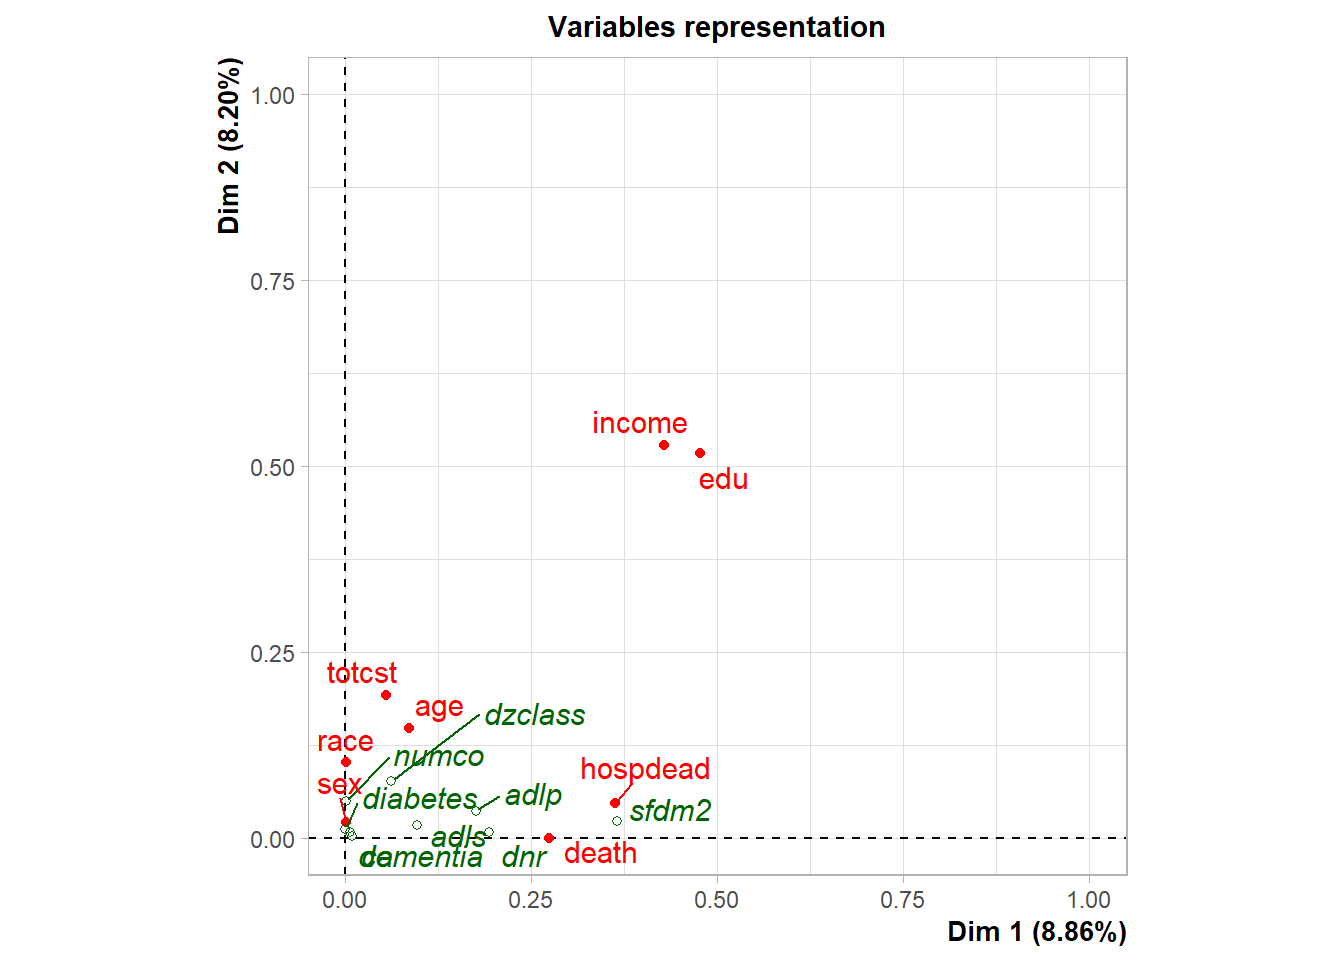 Variables representation
Dim 2 (8.20%)
1.00
0.75
0.50
0.25
0.00
income
edu
totcst
age
dzclass
race
numco
hospdead
sex
diabetes
adlp
sfdm2
adls
death
ca
dementia
dnr
0.00
0.25
0.50
0.75
1.00
Dim 1 (8.86%)